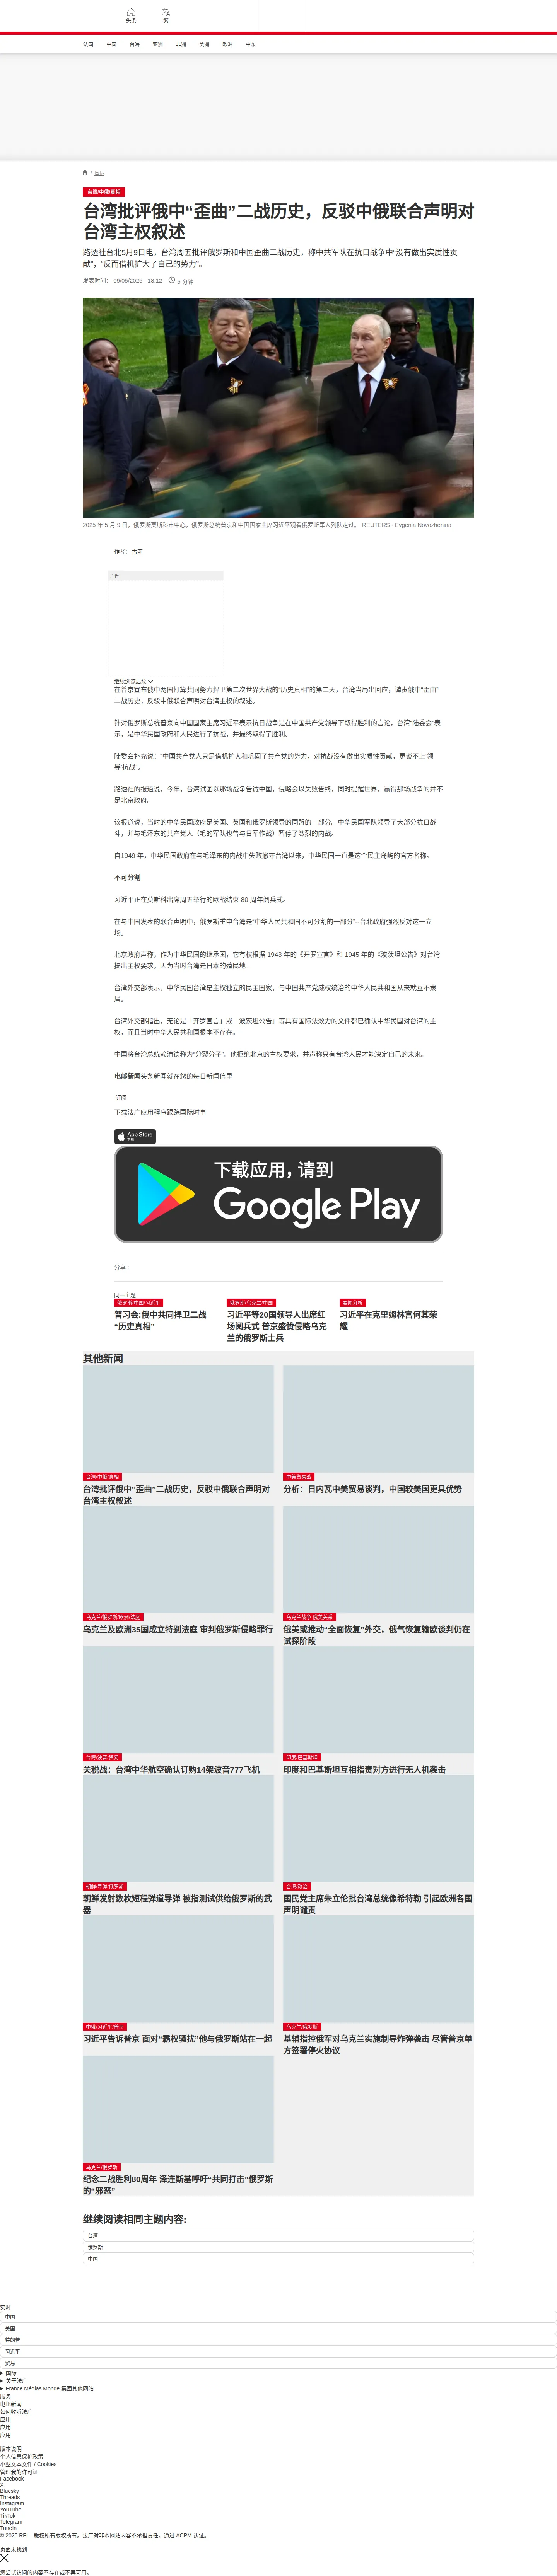 头条
繁
法国 中国 台海 亚洲 非洲 美洲 欧洲 中东
/ 国际
台湾/中俄/真相
台湾批评俄中“歪曲”二战历史，反驳中俄联合声明对
台湾主权叙述
路透社台北5月9日电，台湾周五批评俄罗斯和中国歪曲二战历史，称中共军队在抗日战争中“没有做出实质性贡
献”，“反而借机扩大了自己的势力”。
发表时间： 09/05/2025 - 18:12 5 分钟
2025 年 5 月 9 日，俄罗斯莫斯科市中心，俄罗斯总统普京和中国国家主席习近平观看俄罗斯军人列队走过。 REUTERS - Evgenia Novozhenina
作者： 古莉
广告
继续浏览后续
在普京宣布俄中两国打算共同努力捍卫第二次世界大战的“历史真相”的第二天，台湾当局出回应，谴责俄中“歪曲”
二战历史，反驳中俄联合声明对台湾主权的叙述。
针对俄罗斯总统普京向中国国家主席习近平表示抗日战争是在中国共产党领导下取得胜利的言论，台湾“陆委会”表
示，是中华民国政府和人民进行了抗战，并最终取得了胜利。
陆委会补充说：“中国共产党人只是借机扩大和巩固了共产党的势力，对抗战没有做出实质性贡献，更谈不上‘领
导’抗战”。
路透社的报道说，今年，台湾试图以那场战争告诫中国，侵略会以失败告终，同时提醒世界，赢得那场战争的并不
是北京政府。
该报道说，当时的中华民国政府是美国、英国和俄罗斯领导的同盟的一部分。中华民国军队领导了大部分抗日战
斗，并与毛泽东的共产党人（毛的军队也曾与日军作战）暂停了激烈的内战。
自1949 年，中华民国政府在与毛泽东的内战中失败撤守台湾以来，中华民国一直是这个民主岛屿的官方名称。
不可分割
习近平正在莫斯科出席周五举行的欧战结束 80 周年阅兵式。
在与中国发表的联合声明中，俄罗斯重申台湾是“中华人民共和国不可分割的一部分”--台北政府强烈反对这一立
场。
北京政府声称，作为中华民国的继承国，它有权根据 1943 年的《开罗宣言》和 1945 年的《波茨坦公告》对台湾
提出主权要求，因为当时台湾是日本的殖民地。
台湾外交部表示，中华民国台湾是主权独立的民主国家，与中国共产党威权统治的中华人民共和国从来就互不隶
属。
台湾外交部指出，无论是「开罗宣言」或「波茨坦公告」等具有国际法效力的文件都已确认中华民国对台湾的主
权，而且当时中华人民共和国根本不存在。
中国将台湾总统赖清德称为“分裂分子”。他拒绝北京的主权要求，并声称只有台湾人民才能决定自己的未来。
电邮新闻头条新闻就在您的每日新闻信里
订阅
下载法广应用程序跟踪国际时事
App Store
下载
下载应用，请到
Google Play
分享 :
同一主题
俄罗斯/中国/习近平
普习会:俄中共同捍卫二战
“历史真相”
俄罗斯/乌克兰/中国
习近平等20国领导人出席红
场阅兵式 普京盛赞侵略乌克
兰的俄罗斯士兵
要闻分析
习近平在克里姆林宫何其荣
耀
其他新闻
台湾/中俄/真相
台湾批评俄中“歪曲”二战历史，反驳中俄联合声明对
台湾主权叙述
中美贸易战
分析：日内瓦中美贸易谈判，中国较美国更具优势
乌克兰/俄罗斯/欧洲/法庭
乌克兰及欧洲35国成立特别法庭 审判俄罗斯侵略罪行
乌克兰战争 俄美关系
俄美或推动“全面恢复”外交，俄气恢复输欧谈判仍在
试探阶段
台湾/波音/贸易
关税战：台湾中华航空确认订购14架波音777飞机
印度/巴基斯坦
印度和巴基斯坦互相指责对方进行无人机袭击
朝鲜/导弹/俄罗斯
朝鲜发射数枚短程弹道导弹 被指测试供给俄罗斯的武
器
台湾/政治
国民党主席朱立伦批台湾总统像希特勒 引起欧洲各国
声明谴责
中俄/习近平/普京
习近平告诉普京 面对“霸权骚扰”他与俄罗斯站在一起
乌克兰/俄罗斯
基辅指控俄军对乌克兰实施制导炸弹袭击 尽管普京单
方签署停火协议
乌克兰/俄罗斯
纪念二战胜利80周年 泽连斯基呼吁“共同打击”俄罗斯
的“邪恶”
继续阅读相同主题内容:
台湾
俄罗斯
中国
实时
中国
美国
特朗普
习近平
贸易
国际
关于法广
France Médias Monde 集团其他网站
服务
电邮新闻
如何收听法广
应用
应用
应用
版本说明
个人信息保护政策
小型文本文件 / Cookies
管理我的许可证
Facebook
X
Bluesky
Threads
Instagram
YouTube
TikTok
Telegram
TuneIn
© 2025 RFI – 版权所有版权所有。法广对非本网站内容不承担责任。通过 ACPM 认证。
页面未找到
您尝试访问的内容不存在或不再可用。